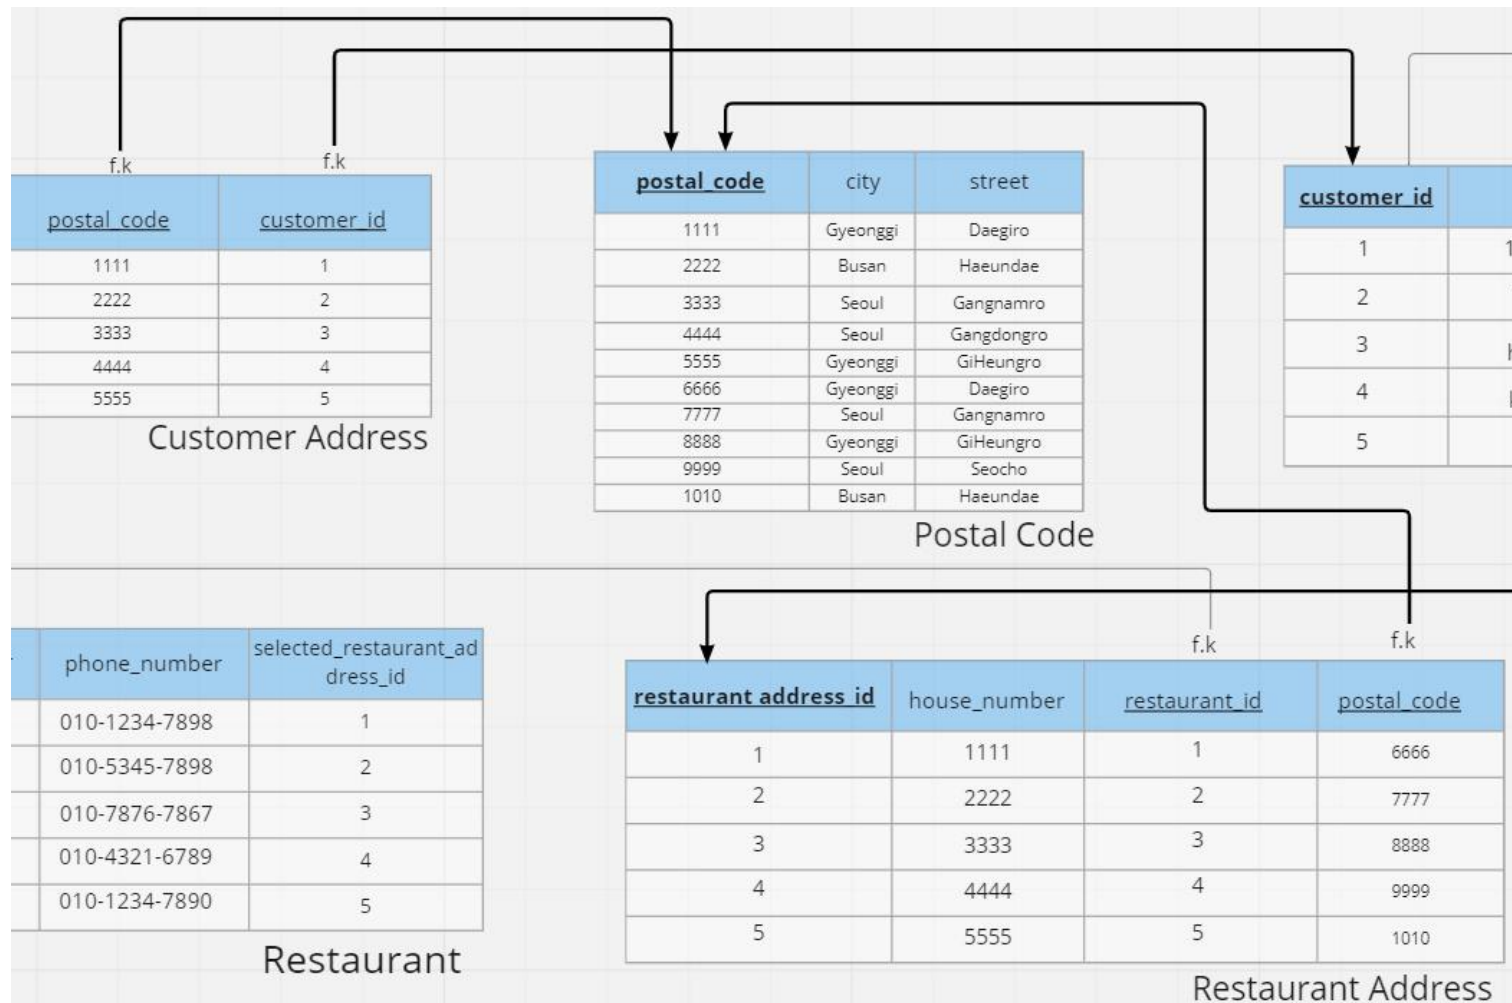 f.k f.k
postal_code customer_id
1111 1
2222 2
3333 3
4444 4
5555 5
Customer Address
postal_code city street
1111 Gyeonggi Daegiro
2222 Busan Haeundae
3333 Seoul Gangnamro
4444 Seoul Gangdongro
5555 Gyeonggi GiHeungro
6666 Gyeonggi Daegiro
7777 Seoul Gangnamro
8888 Gyeonggi GiHeungro
9999 Seoul Seocho
1010 Busan Haeundae
Postal Code
customer_id
1
2
3
4
5
phone_number selected_restaurant_ad
dress_id
010-1234-7898 1
010-5345-7898 2
010-7876-7867 3
010-4321-6789 4
010-1234-7890 5
Restaurant
f.k f.k
restaurant address_id house_number restaurant_id postal_code
1 1111 1 6666
2 2222 2 7777
3 3333 3 8888
4 4444 4 9999
5 5555 5 1010
Restaurant Address